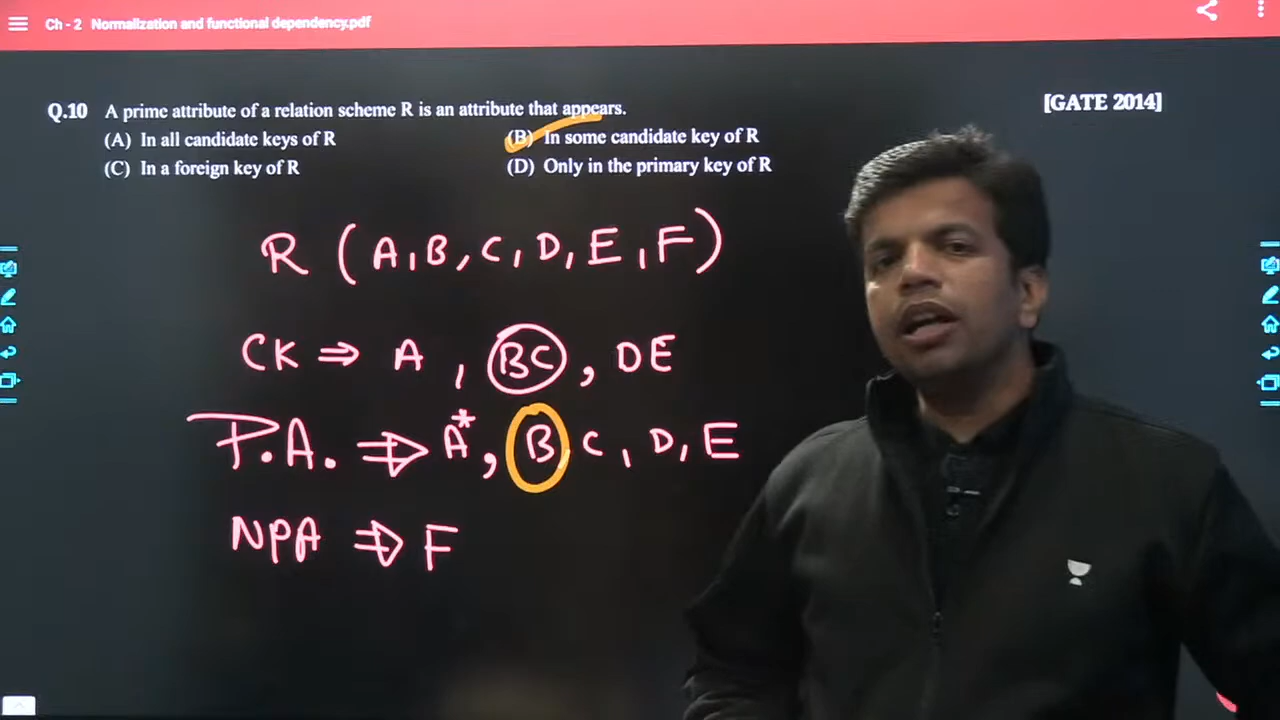 Ch - 2 Normalization and functional dependency.pdf
Q.10 A prime attribute of a relation scheme R is an attribute that appears. [GATE 2014]
(A) In all candidate keys of R (B) In some candidate key of R
(C) In a foreign key of R (D) Only in the primary key of R
R (A, B, C, D, E, F)
CK ⇒ A, BC, DE
P.A. ⇒ A*, B, C, D, E
NPA ⇒ F